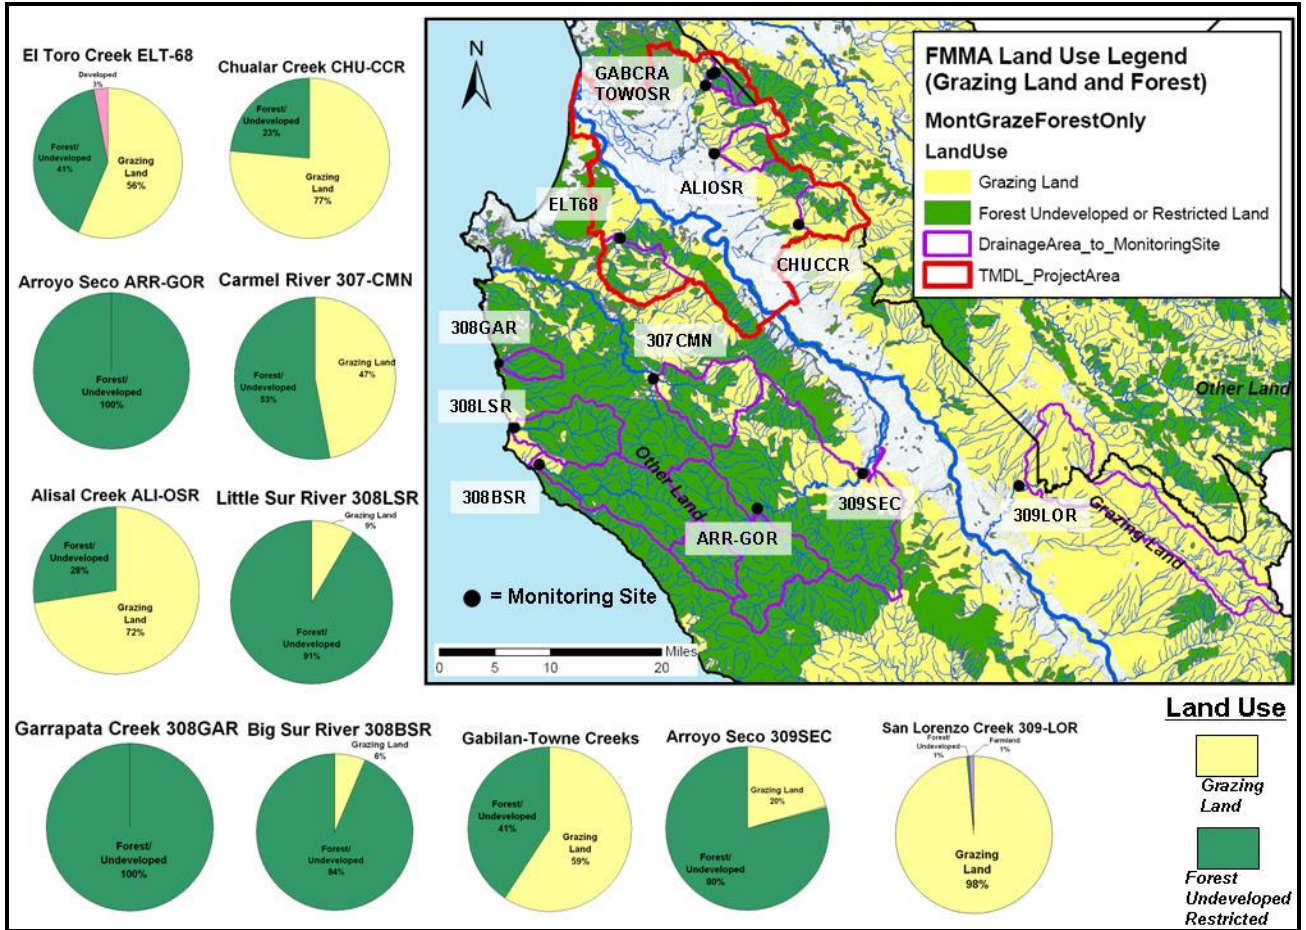 El Toro Creek ELT-68
Developed
3%
Forest/
Undeveloped
41%
Grazing
Land
56%
Chualar Creek CHU-CCR
Forest/
Undeveloped
23%
Grazing
Land
77%
Arroyo Seco ARR-GOR
Forest/
Undeveloped
100%
Carmel River 307-CMN
Grazing Land
47%
Forest/
Undeveloped
53%
Alisal Creek ALI-OSR
Forest/
Undeveloped
28%
Grazing
Land
72%
Little Sur River 308LSR
Grazing Land
9%
Forest/
Undeveloped
91%
N
GABCRA
TOWOSR
ALIOSR
ELT68
CHUCCR
308GAR
307CMN
308LSR
308BSR
Other Land
ARR-GOR
309SEC
309LOR
Grazing Land
Other Land
= Monitoring Site
Miles
0 5 10 20
FMMA Land Use Legend
(Grazing Land and Forest)
MontGrazeForestOnly
LandUse
Grazing Land
Forest Undeveloped or Restricted Land
DrainageArea_to_MonitoringSite
TMDL_ProjectArea
Garrapata Creek 308GAR
Forest/
Undeveloped
100%
Big Sur River 308BSR
Grazing Land
6%
Forest/
Undeveloped
94%
Gabilan-Towne Creeks
Forest/
Undeveloped
41%
Grazing
Land
59%
Arroyo Seco 309SEC
Grazing Land
20%
Forest/
Undeveloped
80%
San Lorenzo Creek 309-LOR
Forest/
Undeveloped
1%
Farmland
1%
Grazing
Land
98%
Land Use
Grazing
Land
Forest
Undeveloped
Restricted